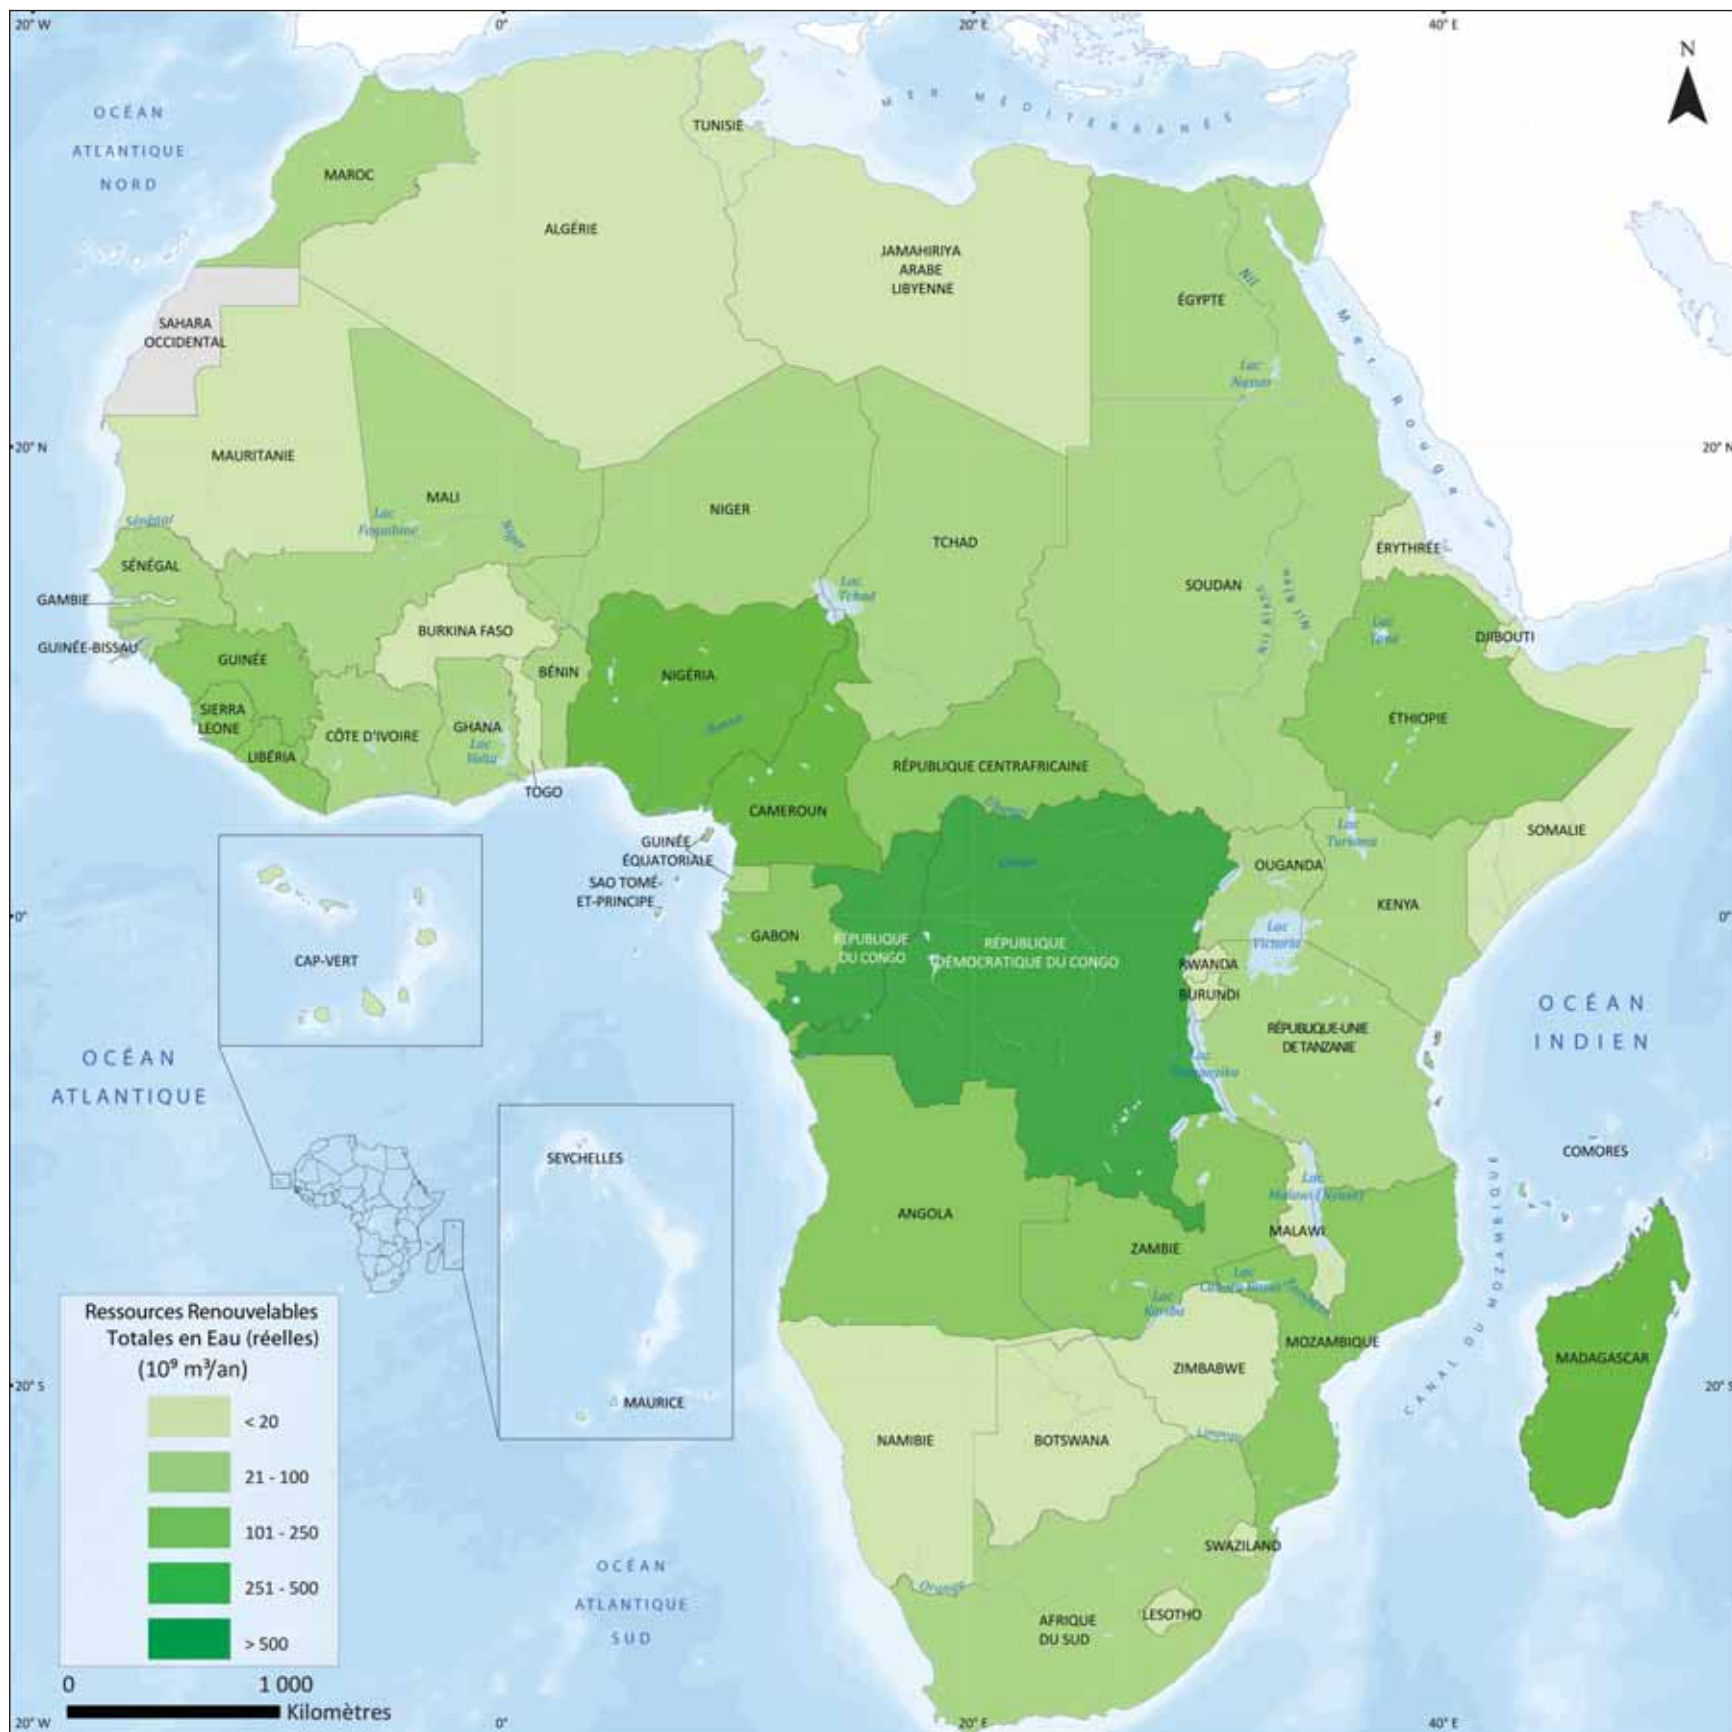 20° W
0°
20° E
40° E
N
OCÉAN
ATLANTIQUE
NORD
MER MÉDITERRANÉS
TUNISIE
MAROC
ALGÉRIE
JAMAHIRIYA
ARABE
LIBYENNE
ÉGYPTE
Nil
Mer Rouge
SAHARA
OCCIDENTAL
Lac
Nasser
20° N
20° N
MAURITANIE
MALI
NIGER
TCHAD
Sénégal
Lac
Faguibine
Niger
ÉRYTHRÉE
SÉNÉGAL
SOUDAN
Lac
Tchad
NIL BLANC
NIL BLEU
GAMBIE
BURKINA FASO
Lac
Tana
DJIBOUTI
GUINÉE-BISSAU
GUINÉE
BÉNIN
NIGÉRIA
SIERRA
LEONE
CÔTE D'IVOIRE
GHANA
Lac
Volta
ÉTHIOPIE
LIBÉRIA
RÉPUBLIQUE CENTRAFRICAINE
TOGO
CAMEROUN
SOMALIE
Lac
Turkana
GUINÉE
ÉQUATORIALE
OUGANDA
SAO TOMÉ-
ET-PRINCIPE
KENYA
0°
0°
GABON
RÉPUBLIQUE
DU CONGO
RÉPUBLIQUE
DÉMOCRATIQUE DU CONGO
Lac
Victoria
CAP-VERT
RWANDA
BURUNDI
OCÉAN
INDIEN
RÉPUBLIQUE-UNIE
DE TANZANIE
OCÉAN
ATLANTIQUE
Lac
Tanganyika
SEYCHELLES
COMORES
Lac
Malawi (Nyasa)
ANGOLA
MALAWI
ZAMBIE
Lac
Cahora Bassa
Lac
Kariba
CANAL DU MOZAMBIQUE
Ressources Renouvelables
Totales en Eau (réelles)
(10⁹ m³/an)
MOZAMBIQUE
MADAGASCAR
ZIMBABWE
20° S
20° S
MAURICE
< 20
NAMIBIE
BOTSWANA
Limpopo
21 - 100
101 - 250
SWAZILAND
OCÉAN
ATLANTIQUE
SUD
251 - 500
Orange
LESOTHO
AFRIQUE
DU SUD
> 500
0
1 000
Kilomètres
20° W
0°
20° E
40° E